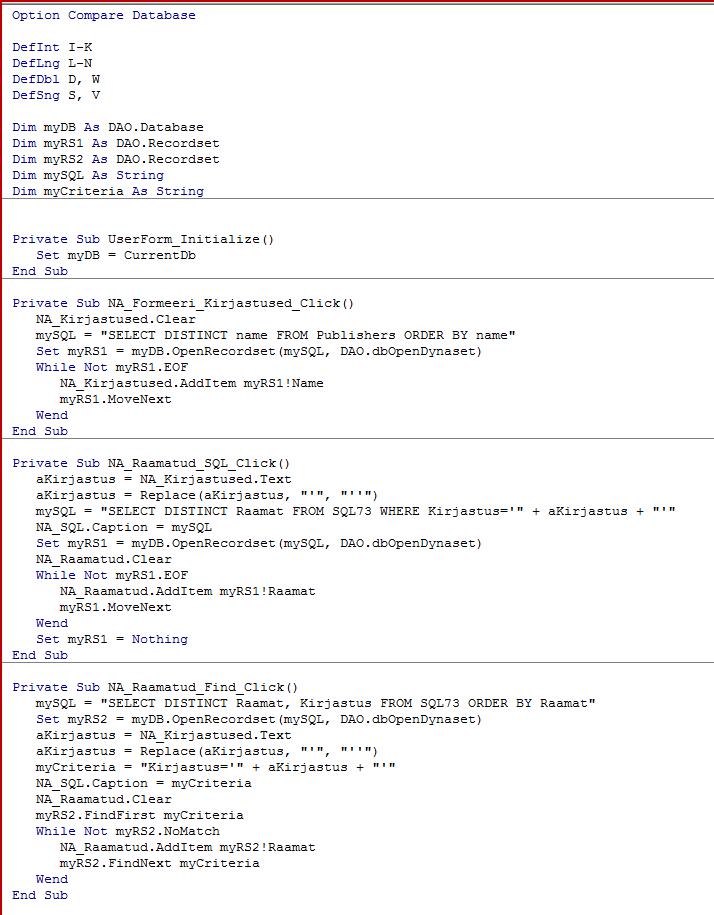 Option Compare Database
DefInt I-K
DefLng L-N
DefDbl D, W
DefSng S, V
Dim myDB As DAO.Database
Dim myRS1 As DAO.Recordset
Dim myRS2 As DAO.Recordset
Dim mySQL As String
Dim myCriteria As String
Private Sub UserForm_Initialize()
Set myDB = CurrentDb
End Sub
Private Sub NA_Formeeri_Kirjastused_Click()
NA_Kirjastused.Clear
mySQL = "SELECT DISTINCT name FROM Publishers ORDER BY name"
Set myRS1 = myDB.OpenRecordset(mySQL, DAO.dbOpenDynaset)
While Not myRS1.EOF
NA_Kirjastused.AddItem myRS1!Name
myRS1.MoveNext
Wend
End Sub
Private Sub NA_Raamatud_SQL_Click()
aKirjastus = NA_Kirjastused.Text
aKirjastus = Replace(aKirjastus, "'", "''")
mySQL = "SELECT DISTINCT Raamat FROM SQL73 WHERE Kirjastus='" + aKirjastus + "'"
NA_SQL.Caption = mySQL
Set myRS1 = myDB.OpenRecordset(mySQL, DAO.dbOpenDynaset)
NA_Raamatud.Clear
While Not myRS1.EOF
NA_Raamatud.AddItem myRS1!Raamat
myRS1.MoveNext
Wend
Set myRS1 = Nothing
End Sub
Private Sub NA_Raamatud_Find_Click()
mySQL = "SELECT DISTINCT Raamat, Kirjastus FROM SQL73 ORDER BY Raamat"
Set myRS2 = myDB.OpenRecordset(mySQL, DAO.dbOpenDynaset)
aKirjastus = NA_Kirjastused.Text
aKirjastus = Replace(aKirjastus, "'", "''")
myCriteria = "Kirjastus='" + aKirjastus + "'"
NA_SQL.Caption = myCriteria
NA_Raamatud.Clear
myRS2.FindFirst myCriteria
While Not myRS2.NoMatch
NA_Raamatud.AddItem myRS2!Raamat
myRS2.FindNext myCriteria
Wend
End Sub